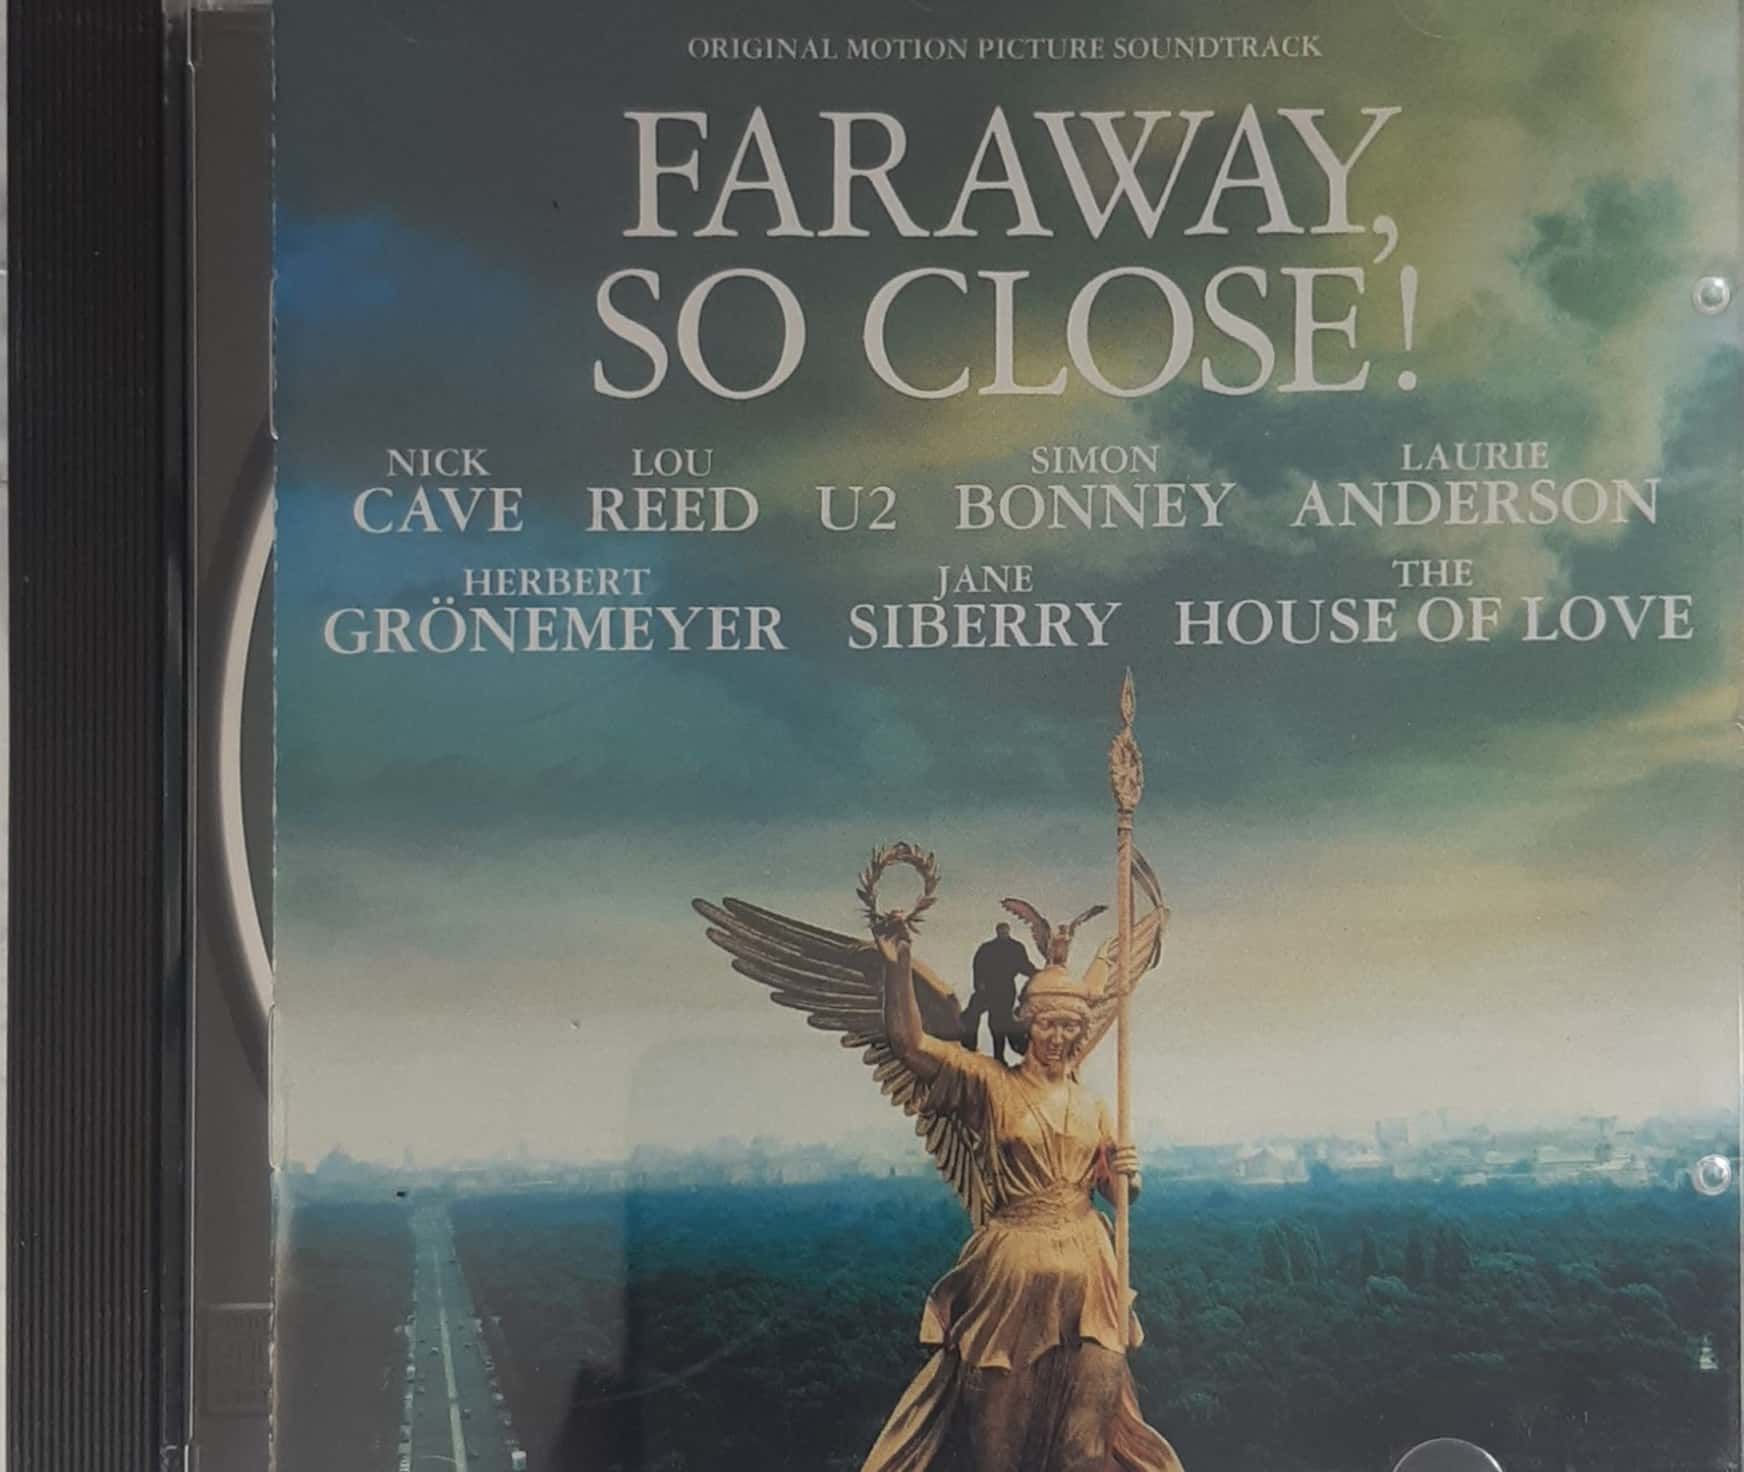 ORIGINAL MOTION PICTURE SOUNDTRACK
FARAWAY,
SO CLOSE!
NICK CAVE LOU REED U2 SIMON BONNEY LAURIE ANDERSON
HERBERT GRÖNEMEYER JANE SIBERRY THE HOUSE OF LOVE